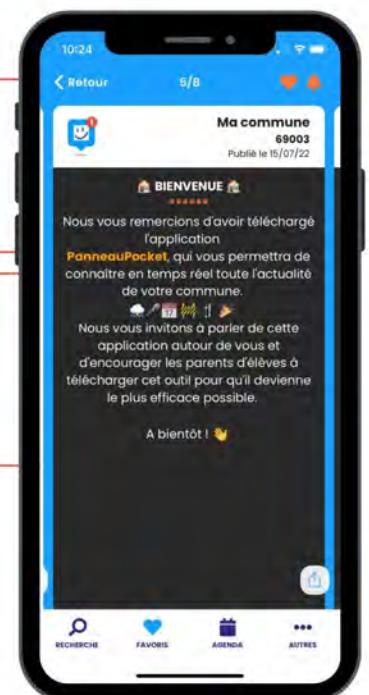 10:24
Retour
5/8
Ma commune
69003
Publié le 15/07/22
BIENVENUE
Nous vous remercions d'avoir téléchargé
l'application
PanneauPocket, qui vous permettra de
connaître en temps réel toute l'actualité
de votre commune.
Nous vous invitons à parler de cette
application autour de vous et
d'encourager les parents d'élèves à
télécharger cet outil pour qu'il devienne
le plus efficace possible.
A bientôt !
RECHERCHE
FAVORIS
AGENDA
AUTRES